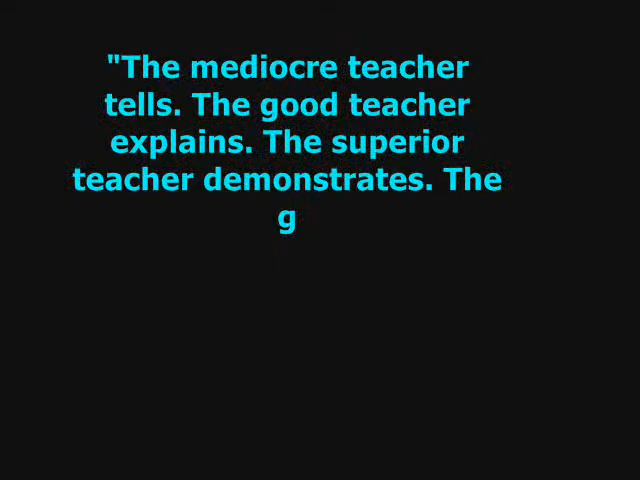 "The mediocre teacher
tells. The good teacher
explains. The superior
teacher demonstrates. The
g